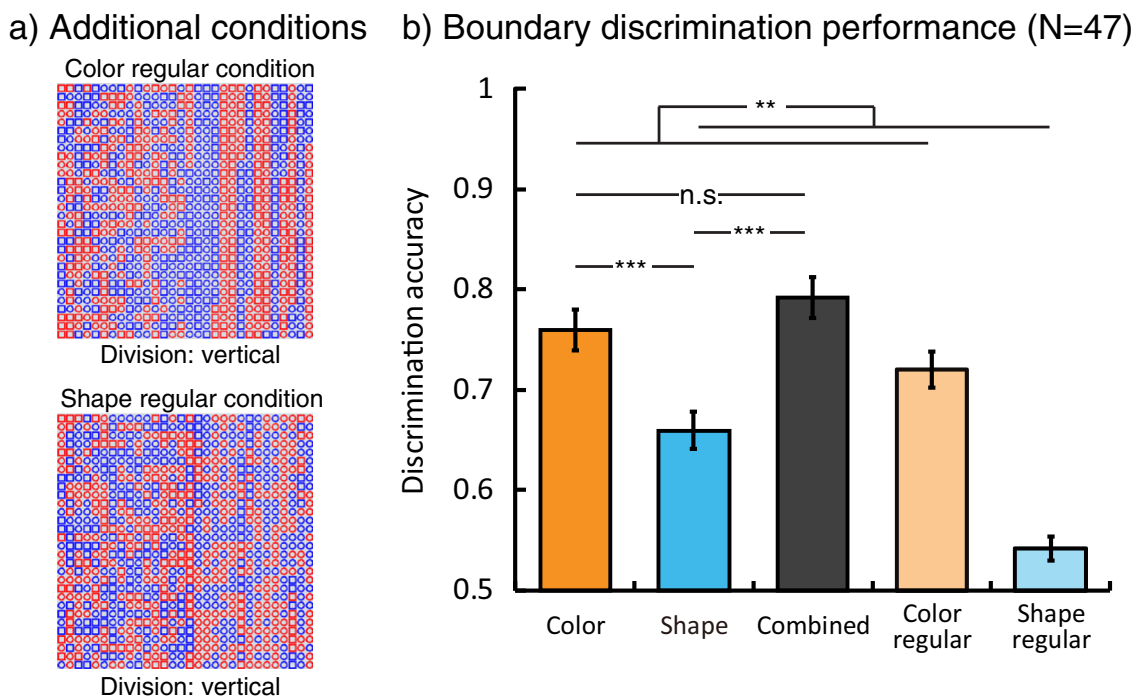 a) Additional conditions
Color regular condition
Division: vertical
Shape regular condition
Division: vertical
b) Boundary discrimination performance (N=47)
Discrimination accuracy
1
0.9
0.8
0.7
0.6
0.5
**
n.s.
***
***
Color
Shape
Combined
Color
regular
Shape
regular